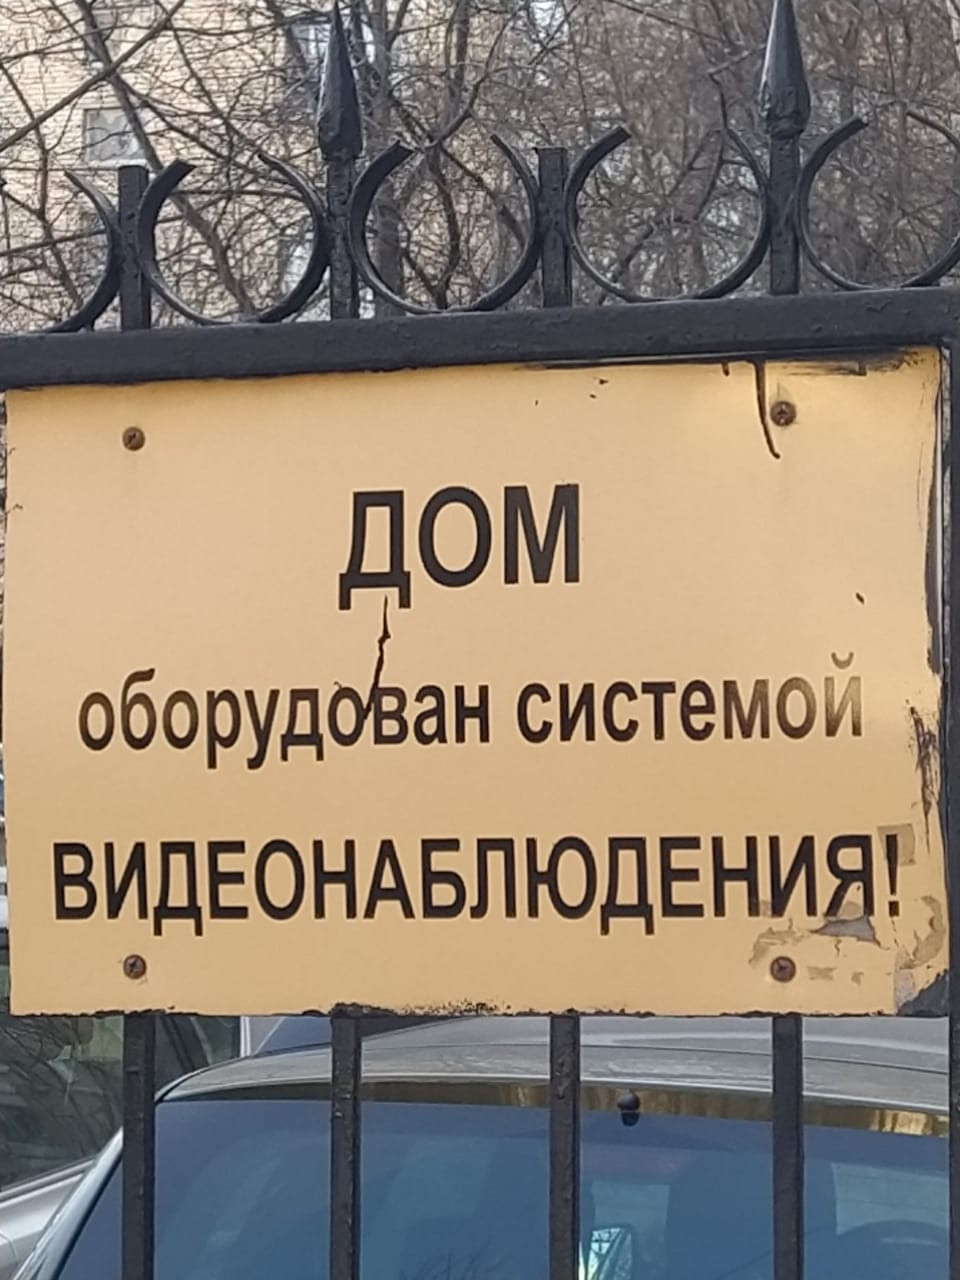 ДОМ
оборудован системой
ВИДЕОНАБЛЮДЕНИЯ!